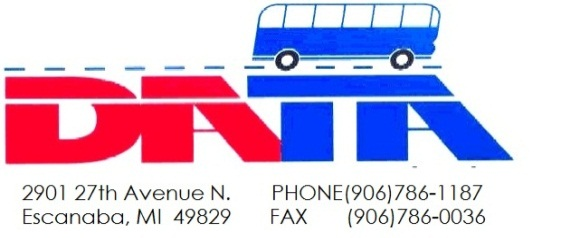 DATA
2901 27th Avenue N. PHONE(906)786-1187
Escanaba, MI 49829 FAX (906)786-0036